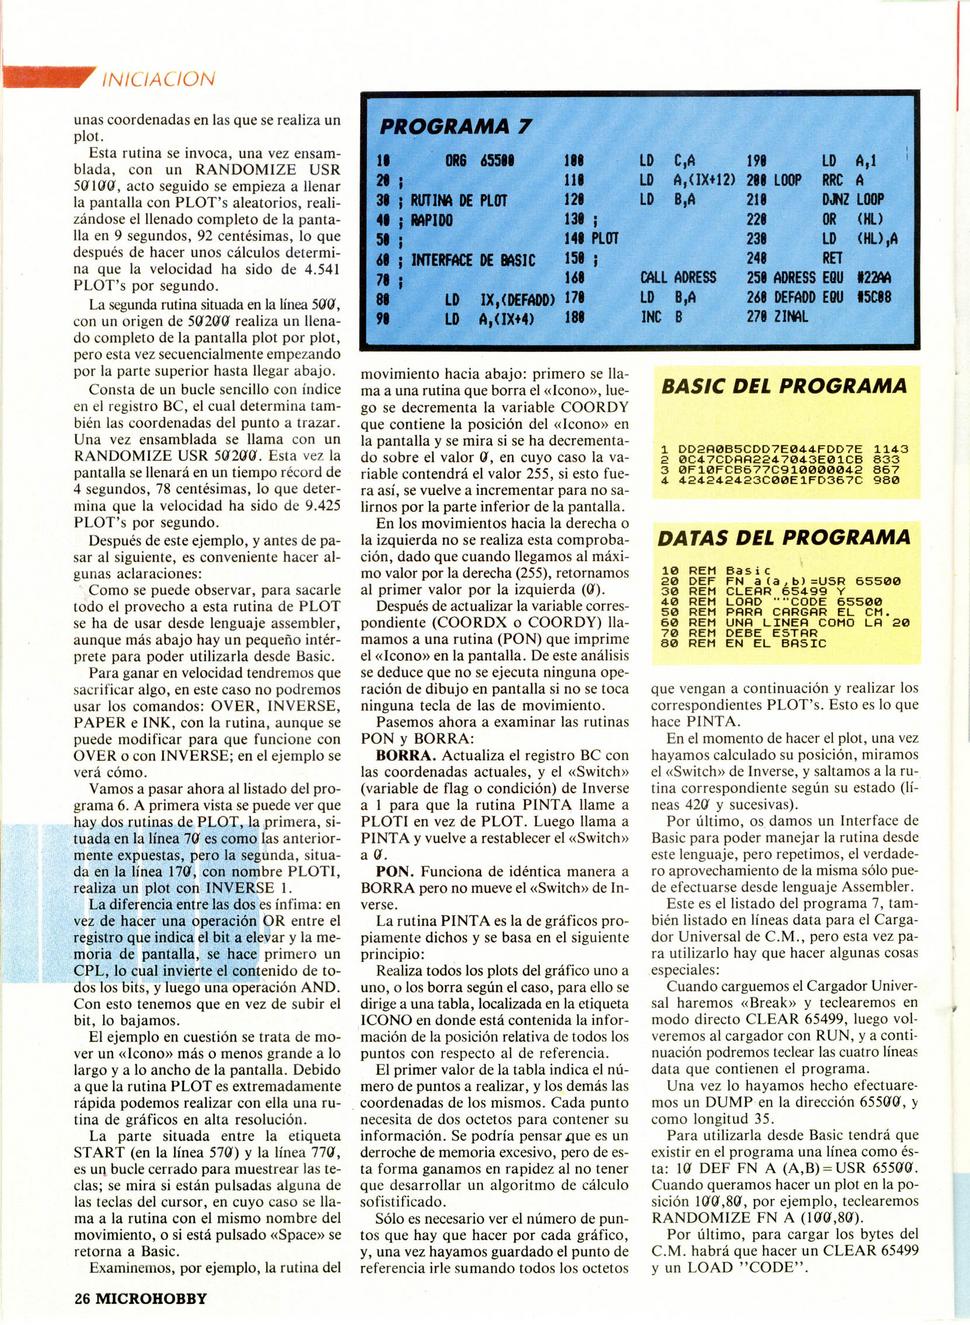 INICIACION
unas coordenadas en las que se realiza un
plot.
Esta rutina se invoca, una vez ensam-
blada, con un RANDOMIZE USR
50100, acto seguido se empieza a llenar
la pantalla con PLOT's aleatorios, reali-
zándose el llenado completo de la panta-
lla en 9 segundos, 92 centésimas, lo que
después de hacer unos cálculos determi-
na que la velocidad ha sido de 4.541
PLOT's por segundo.
La segunda rutina situada en la línea 500,
con un origen de 50200 realiza un llena-
do completo de la pantalla plot por plot,
pero esta vez secuencialmente empezando
por la parte superior hasta llegar abajo.
Consta de un bucle sencillo con índice
en el registro BC, el cual determina tam-
bién las coordenadas del punto a trazar.
Una vez ensamblada se llama con un
RANDOMIZE USR 50200. Esta vez la
pantalla se llenará en un tiempo récord de
4 segundos, 78 centésimas, lo que deter-
mina que la velocidad ha sido de 9.425
PLOT's por segundo.
Después de este ejemplo, y antes de pa-
sar al siguiente, es conveniente hacer al-
gunas aclaraciones:
Como se puede observar, para sacarle
todo el provecho a esta rutina de PLOT
se ha de usar desde lenguaje assembler,
aunque más abajo hay un pequeño intér-
prete para poder utilizarla desde Basic.
Para ganar en velocidad tendremos que
sacrificar algo, en este caso no podremos
usar los comandos: OVER, INVERSE,
PAPER e INK, con la rutina, aunque se
puede modificar para que funcione con
OVER o con INVERSE; en el ejemplo se
verá cómo.
Vamos a pasar ahora al listado del pro-
grama 6. A primera vista se puede ver que
hay dos rutinas de PLOT, la primera, si-
tuada en la línea 70 es como las anterior-
mente expuestas, pero la segunda, situa-
da en la línea 170, con nombre PLOTI,
realiza un plot con INVERSE 1.
La diferencia entre las dos es ínfima: en
vez de hacer una operación OR entre el
registro que indica el bit a elevar y la me-
moria de pantalla, se hace primero un
CPL, lo cual invierte el contenido de to-
dos los bits, y luego una operación AND.
Con esto tenemos que en vez de subir el
bit, lo bajamos.
El ejemplo en cuestión se trata de mo-
ver un «Icono» más o menos grande a lo
largo y a lo ancho de la pantalla. Debido
a que la rutina PLOT es extremadamente
rápida podemos realizar con ella una ru-
tina de gráficos en alta resolución.
La parte situada entre la etiqueta
START (en la línea 570) y la línea 770,
es un bucle cerrado para muestrear las te-
clas; se mira si están pulsadas alguna de
las teclas del cursor, en cuyo caso se lla-
ma a la rutina con el mismo nombre del
movimiento, o si está pulsado «Space» se
retorna a Basic.
Examinemos, por ejemplo, la rutina del
PROGRAMA 7
10 ORG 65500
20 ;
30 ; RUTINA DE PLOT
40 ; RAPIDO
50 ;
60 ; INTERFACE DE BASIC
70 ;
80 LD IX,(DEFADD)
90 LD A,(IX+4)
100 LD C,A
110 LD A,(IX+12)
120 LD B,A
130 ;
140 PLOT
150 ;
160 CALL ADRESS
170 LD B,A
180 INC B
190 LD A,1
200 LOOP RRC A
210 DJNZ LOOP
220 OR (HL)
230 LD (HL),A
240 RET
250 ADRESS EQU #22AA
260 DEFADD EQU #5C08
270 ZINAL
movimiento hacia abajo: primero se lla-
ma a una rutina que borra el «Icono», lue-
go se decrementa la variable COORDY
que contiene la posición del «Icono» en
la pantalla y se mira si se ha decrementa-
do sobre el valor 0, en cuyo caso la va-
riable contendrá el valor 255, si esto fue-
ra así, se vuelve a incrementar para no sa-
lirnos por la parte inferior de la pantalla.
En los movimientos hacia la derecha o
la izquierda no se realiza esta comproba-
ción, dado que cuando llegamos al máxi-
mo valor por la derecha (255), retornamos
al primer valor por la izquierda (0).
Después de actualizar la variable corres-
pondiente (COORDX o COORDY) lla-
mamos a una rutina (PON) que imprime
el «Icono» en la pantalla. De este análisis
se deduce que no se ejecuta ninguna ope-
ración de dibujo en pantalla si no se toca
ninguna tecla de las de movimiento.
Pasemos ahora a examinar las rutinas
PON y BORRA:
BORRA. Actualiza el registro BC con
las coordenadas actuales, y el «Switch»
(variable de flag o condición) de Inverse
a 1 para que la rutina PINTA llame a
PLOTI en vez de PLOT. Luego llama a
PINTA y vuelve a restablecer el «Switch»
a 0.
PON. Funciona de idéntica manera a
BORRA pero no mueve el «Switch» de In-
verse.
La rutina PINTA es la de gráficos pro-
piamente dichos y se basa en el siguiente
principio:
Realiza todos los plots del gráfico uno a
uno, o los borra según el caso, para ello se
dirige a una tabla, localizada en la etiqueta
ICONO en donde está contenida la infor-
mación de la posición relativa de todos los
puntos con respecto al de referencia.
El primer valor de la tabla indica el nú-
mero de puntos a realizar, y los demás las
coordenadas de los mismos. Cada punto
necesita de dos octetos para contener su
información. Se podría pensar que es un
derroche de memoria excesivo, pero de es-
ta forma ganamos en rapidez al no tener
que desarrollar un algoritmo de cálculo
sofistificado.
Sólo es necesario ver el número de pun-
tos que hay que hacer por cada gráfico,
y, una vez hayamos guardado el punto de
referencia irle sumando todos los octetos
BASIC DEL PROGRAMA
1 DD2A0B5CDD7E044FDD7E 1143
2 0C47CDAA2247043E01CB 833
3 0F10FCB677C910000042 867
4 424242423C00E1FD367C 980
DATAS DEL PROGRAMA
10 REM Basic
20 DEF FN a(a,b)=USR 65500
30 REM CLEAR 65499 Y
40 REM LOAD ""CODE 65500
50 REM PARA CARGAR EL CM.
60 REM UNA LINEA COMO LA 20
70 REM DEBE ESTAR
80 REM EN EL BASIC
que vengan a continuación y realizar los
correspondientes PLOT's. Esto es lo que
hace PINTA.
En el momento de hacer el plot, una vez
hayamos calculado su posición, miramos
el «Switch» de Inverse, y saltamos a la ru-
tina correspondiente según su estado (lí-
neas 420 y sucesivas).
Por último, os damos un Interface de
Basic para poder manejar la rutina desde
este lenguaje, pero repetimos, el verdade-
ro aprovechamiento de la misma sólo pue-
de efectuarse desde lenguaje Assembler.
Este es el listado del programa 7, tam-
bién listado en líneas data para el Carga-
dor Universal de C.M., pero esta vez pa-
ra utilizarlo hay que hacer algunas cosas
especiales:
Cuando carguemos el Cargador Univer-
sal haremos «Break» y teclearemos en
modo directo CLEAR 65499, luego vol-
veremos al cargador con RUN, y a conti-
nuación podremos teclear las cuatro líneas
data que contienen el programa.
Una vez lo hayamos hecho efectuare-
mos un DUMP en la dirección 65500, y
como longitud 35.
Para utilizarla desde Basic tendrá que
existir en el programa una línea como és-
ta: 10 DEF FN A (A,B)=USR 65500.
Cuando queramos hacer un plot en la po-
sición 100,80, por ejemplo, teclearemos
RANDOMIZE FN A (100,80).
Por último, para cargar los bytes del
C.M. habrá que hacer un CLEAR 65499
y un LOAD "CODE".
26 MICROHOBBY